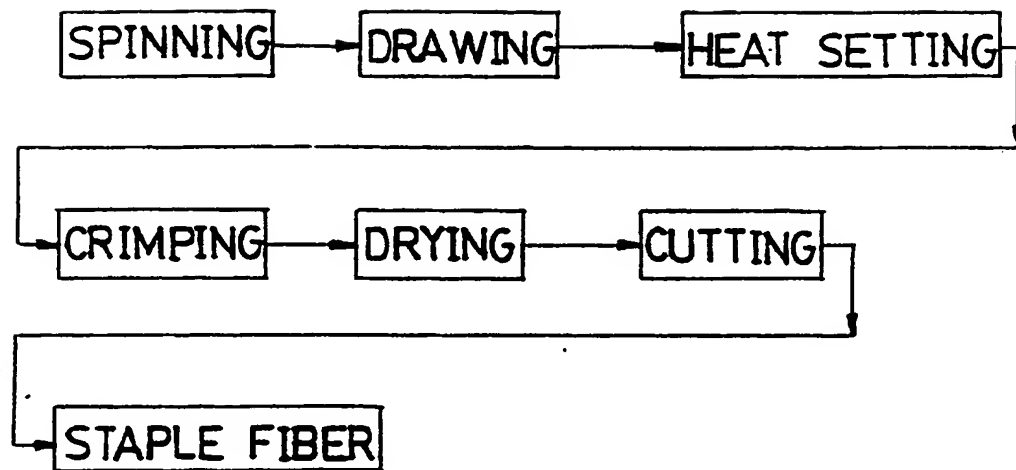 SPINNING DRAWING HEAT SETTING
CRIMPING DRYING CUTTING
STAPLE FIBER